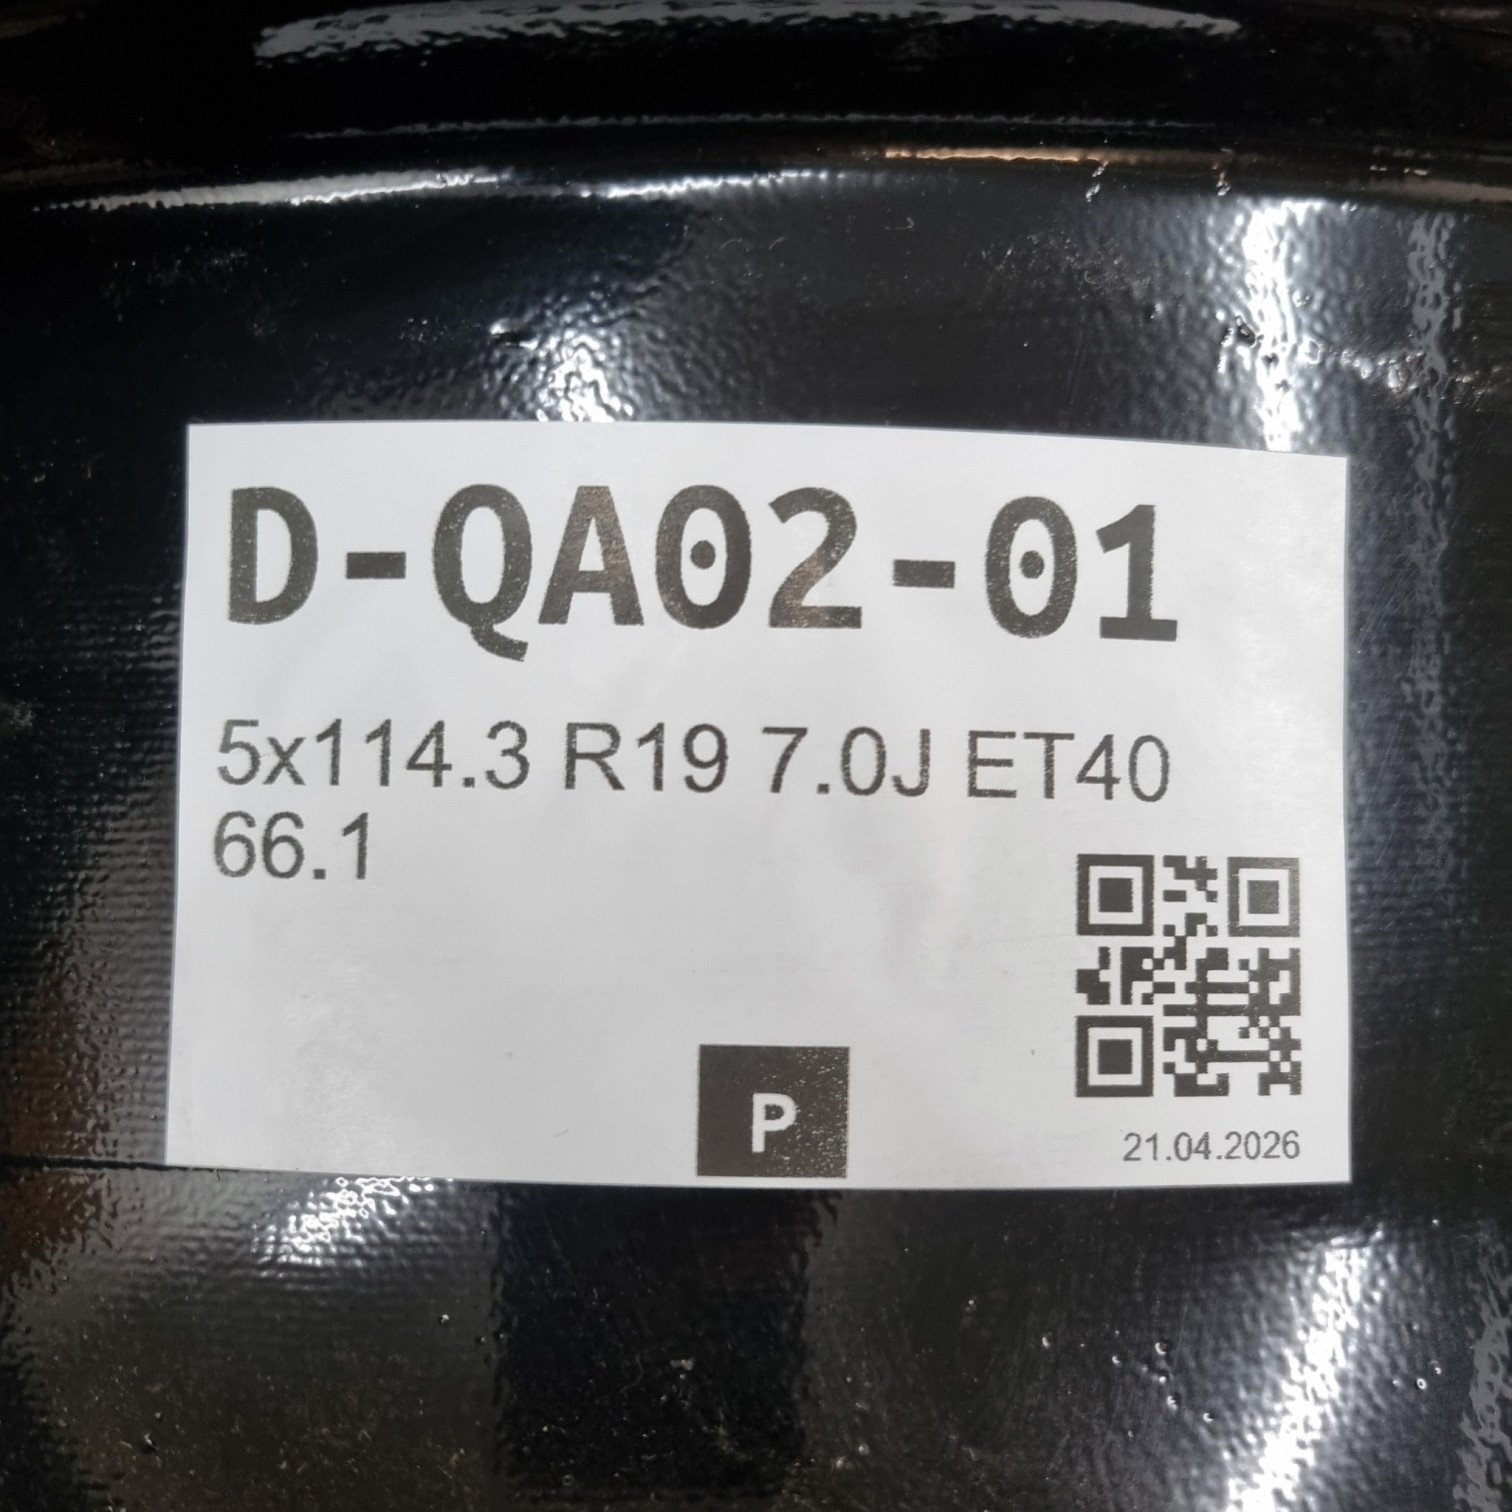 D-QA02-01
5x114.3 R19 7.0J ET40
66.1
P
21.04.2026